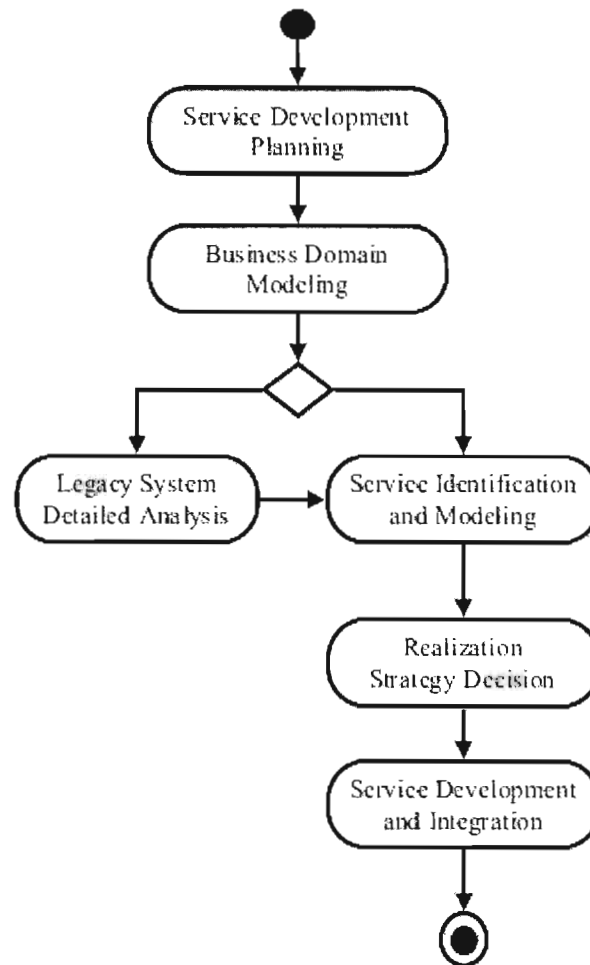 Service Development
Planning
Business Domain
Modeling
Legacy System
Detailed Analysis
Service Identification
and Modeling
Realization
Strategy Decision
Service Development
and Integration